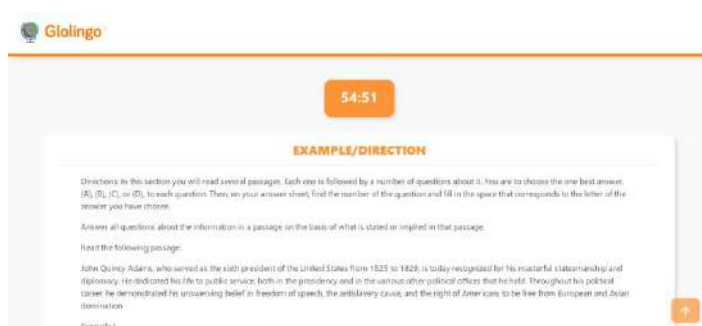 Glolingo
54:51
EXAMPLE/DIRECTION
Directions: In this section you will read several passages. Each one is followed by a number of questions about it. You are to choose the one best answer,
(A), (B), (C), or (D), to each question. Then, on your answer sheet, find the number of the question and fill in the space that corresponds to the letter of the
answer you have chosen.
Answer all questions about the information in a passage on the basis of what is stated or implied in that passage.
Read the following passage:
John Quincy Adams, who served as the sixth president of the United States from 1825 to 1829, is today recognized for his masterful statesmanship and
diplomacy. He dedicated his life to public service, both in the presidency and in the various other political offices that he held. Throughout his political
career he demonstrated his unswerving belief in freedom of speech, the antislavery cause, and the right of Americans to be free from European and Asian
domination.